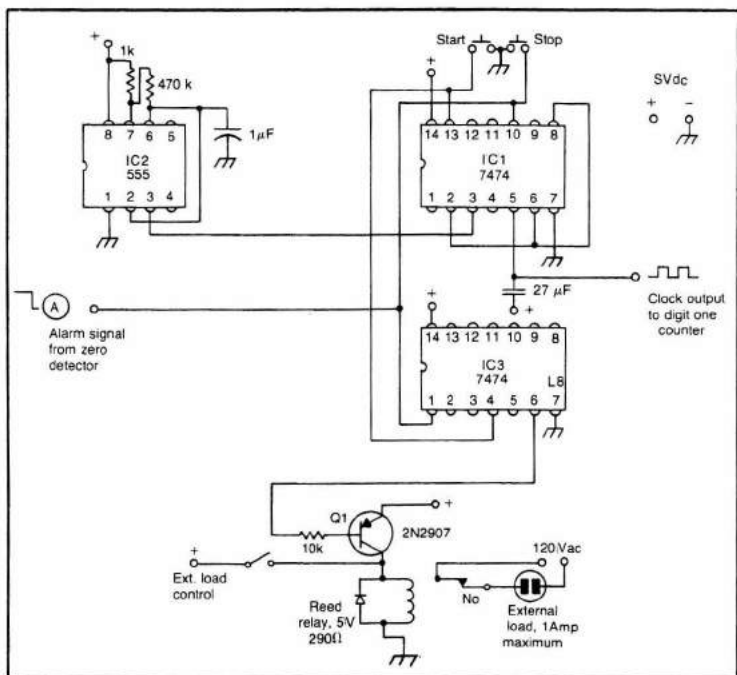 +
1k
470 k
8 7 6 5
IC2
555
1 2 3 4
1μF
Start
Stop
+
14 13 12 11 10 9 8
IC1
7474
1 2 3 4 5 6 7
5Vdc
+ -
27 μF
+
Clock output
to digit one
counter
A
Alarm signal
from zero
detector
+
14 13 12 11 10 9 8
IC3
7474
L8
1 2 3 4 5 6 7
Q1
10k
2N2907
+
+
Ext. load
control
Reed
relay, 5V
290Ω
120Vac
No
External
load, 1Amp
maximum